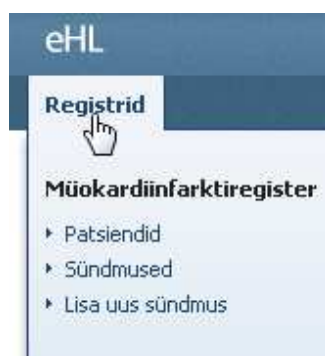 eHL
Registrid
Müokardiinfarktiregister
Patsiendid
Sündmused
Lisa uus sündmus